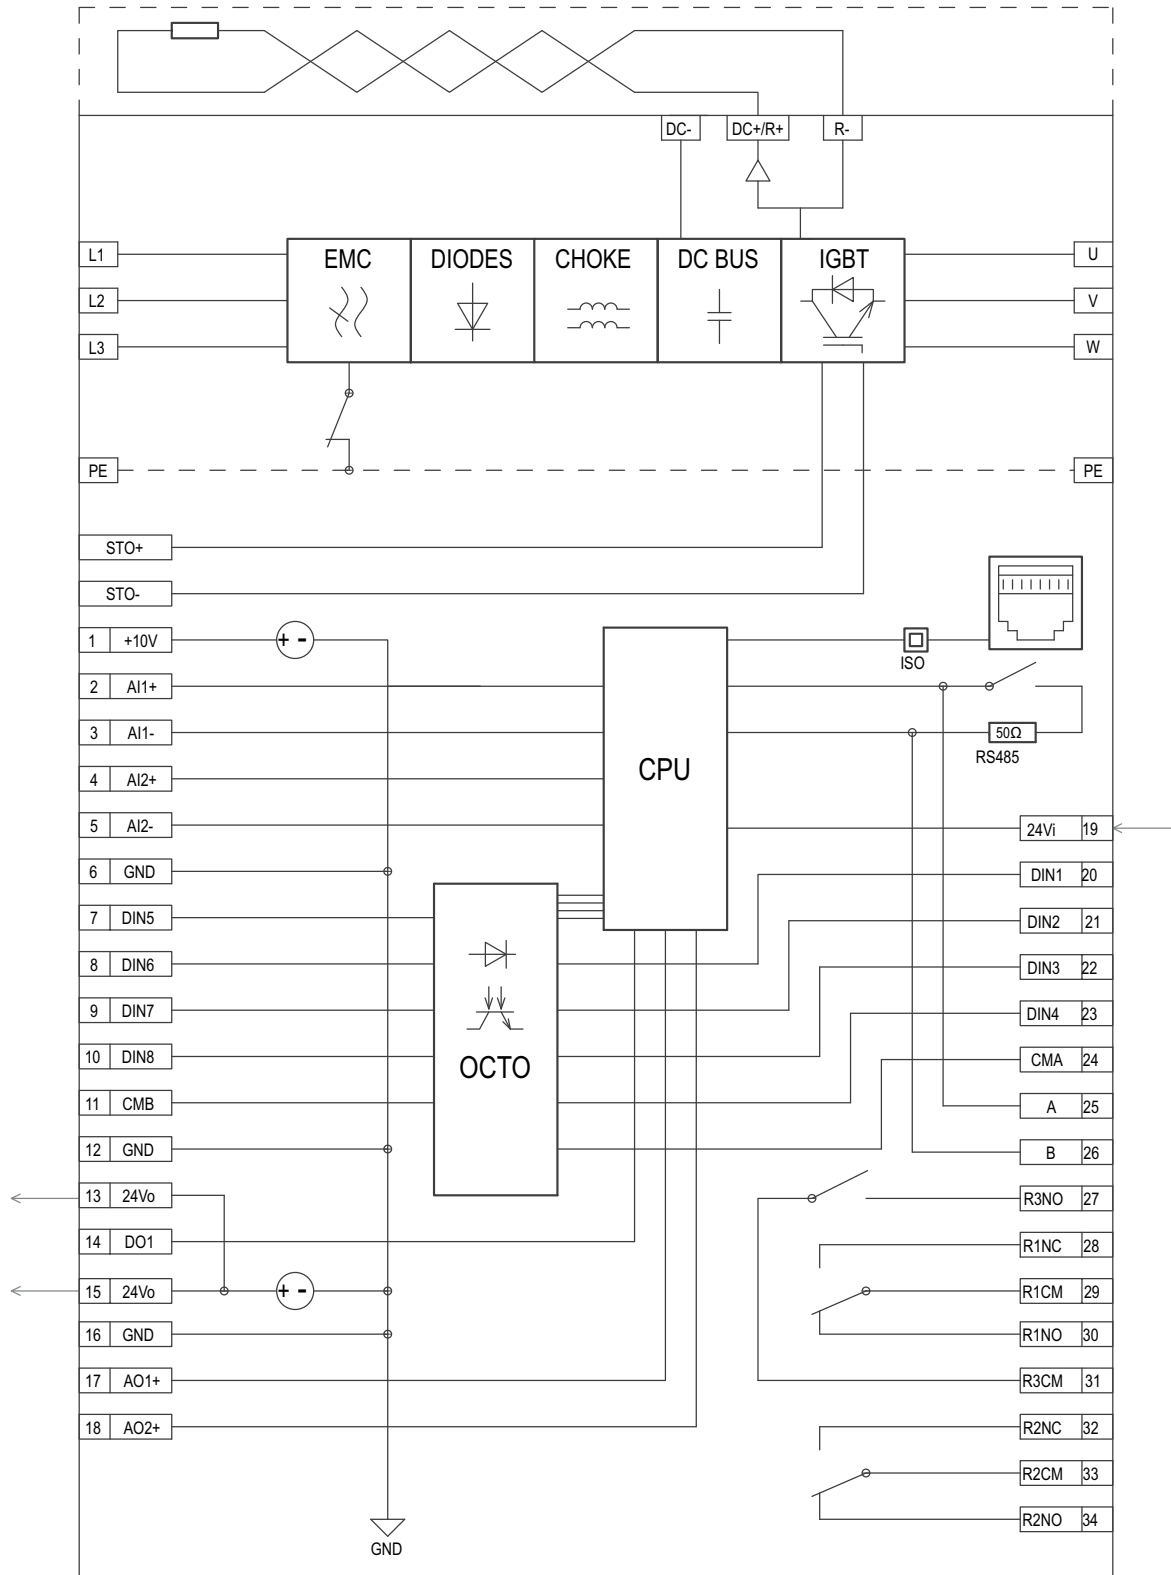 DC-
DC+/R+
R-
L1
L2
L3
EMC
DIODES
CHOKE
DC BUS
IGBT
U
V
W
PE
PE
STO+
STO-
1 +10V
+ -
2 AI1+
3 AI1-
4 AI2+
5 AI2-
6 GND
7 DIN5
8 DIN6
9 DIN7
10 DIN8
11 CMB
12 GND
13 24Vo
14 DO1
15 24Vo
+ -
16 GND
17 AO1+
18 AO2+
GND
CPU
OCTO
ISO
50Ω
RS485
24Vi 19
DIN1 20
DIN2 21
DIN3 22
DIN4 23
CMA 24
A 25
B 26
R3NO 27
R1NC 28
R1CM 29
R1NO 30
R3CM 31
R2NC 32
R2CM 33
R2NO 34